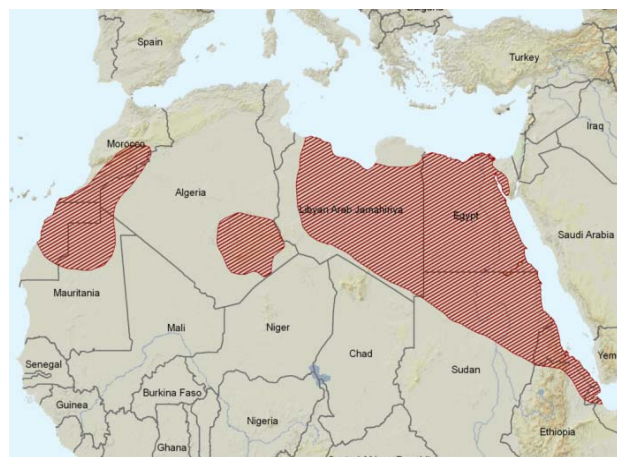 Spain
Turkey
Morocco
Iraq
Algeria
Libyan Arab Jamahiriya
Egypt
Saudi Arabia
Mauritania
Mali
Niger
Chad
Sudan
Yem
Senegal
Burkina Faso
Guinea
Nigeria
Ethiopia
Ghana